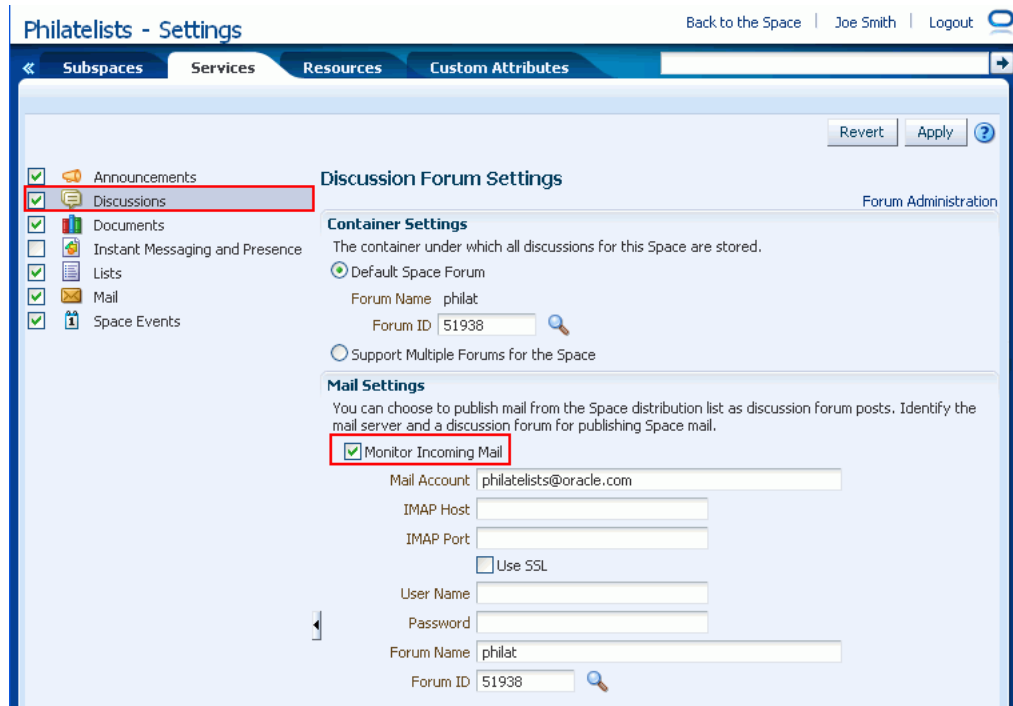 Philatelists - Settings
Back to the Space | Joe Smith | Logout
« Subspaces Services Resources Custom Attributes
Revert Apply ?
Announcements
Discussions
Documents
Instant Messaging and Presence
Lists
Mail
1 Space Events
Discussion Forum Settings
Forum Administration
Container Settings
The container under which all discussions for this Space are stored.
Default Space Forum
Forum Name philat
Forum ID 51938
Support Multiple Forums for the Space
Mail Settings
You can choose to publish mail from the Space distribution list as discussion forum posts. Identify the
mail server and a discussion forum for publishing Space mail.
Monitor Incoming Mail
Mail Account philatelists@oracle.com
IMAP Host
IMAP Port
Use SSL
User Name
Password
Forum Name philat
Forum ID 51938